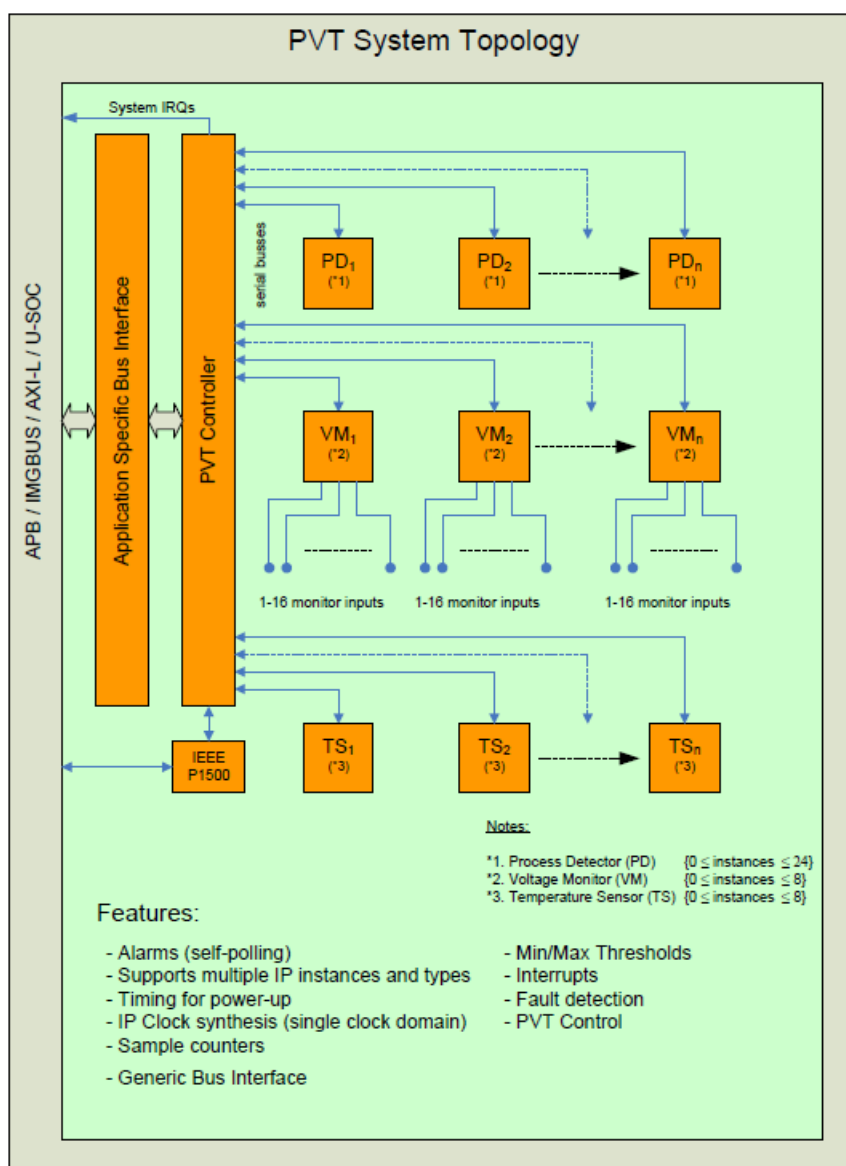 PVT System Topology
System IRQs
APB / IMGBUS / AXI-L / U-SOC
Application Specific Bus Interface
PVT Controller
serial busses
PD1
(*1)
PD2
(*1)
PDn
(*1)
VM1
(*2)
VM2
(*2)
VMn
(*2)
1-16 monitor inputs
1-16 monitor inputs
1-16 monitor inputs
IEEE
P1500
TS1
(*3)
TS2
(*3)
TSn
(*3)
Notes:
*1. Process Detector (PD) {0 ≤ instances ≤ 24}
*2. Voltage Monitor (VM) {0 ≤ instances ≤ 8}
*3. Temperature Sensor (TS) {0 ≤ instances ≤ 8}
Features:
- Alarms (self-polling)
- Supports multiple IP instances and types
- Timing for power-up
- IP Clock synthesis (single clock domain)
- Sample counters
- Generic Bus Interface
- Min/Max Thresholds
- Interrupts
- Fault detection
- PVT Control